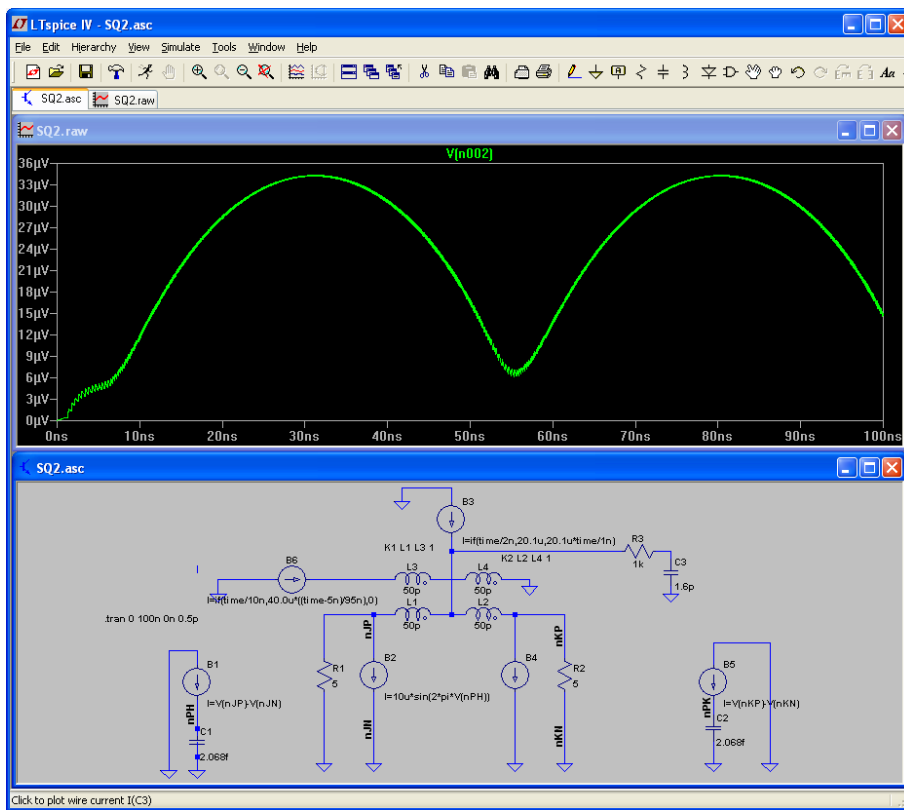 LTspice IV - SQ2.asc
File Edit Hierarchy View Simulate Tools Window Help
Aa
SQ2.asc SQ2.raw
SQ2.raw
V(n002)
36µV
33µV
30µV
27µV
24µV
21µV
18µV
15µV
12µV
9µV
6µV
3µV
0µV
0ns 10ns 20ns 30ns 40ns 50ns 60ns 70ns 80ns 90ns 100ns
SQ2.asc
B3
I=if(time/2n,20.1u,20.1u*time/1n)
R3
1k
C3
1.6p
K1 L1 L3 1
K2 L2 L4 1
I
B6
L3
50p
L4
50p
I=if(time/10n,40.0u*((time-5n)/95n),0)
L1
50p
L2
50p
.tran 0 100n 0n 0.5p
nJP
nKP
B1
I=V(nJP)-V(nJN)
nPH
C1
2.068f
R1
5
B2
I=10u*sin(2*pi*V(nPH))
nJN
B4
R2
5
nKN
B5
I=V(nKP)-V(nKN)
nPK
C2
2.068f
Click to plot wire current I(C3)